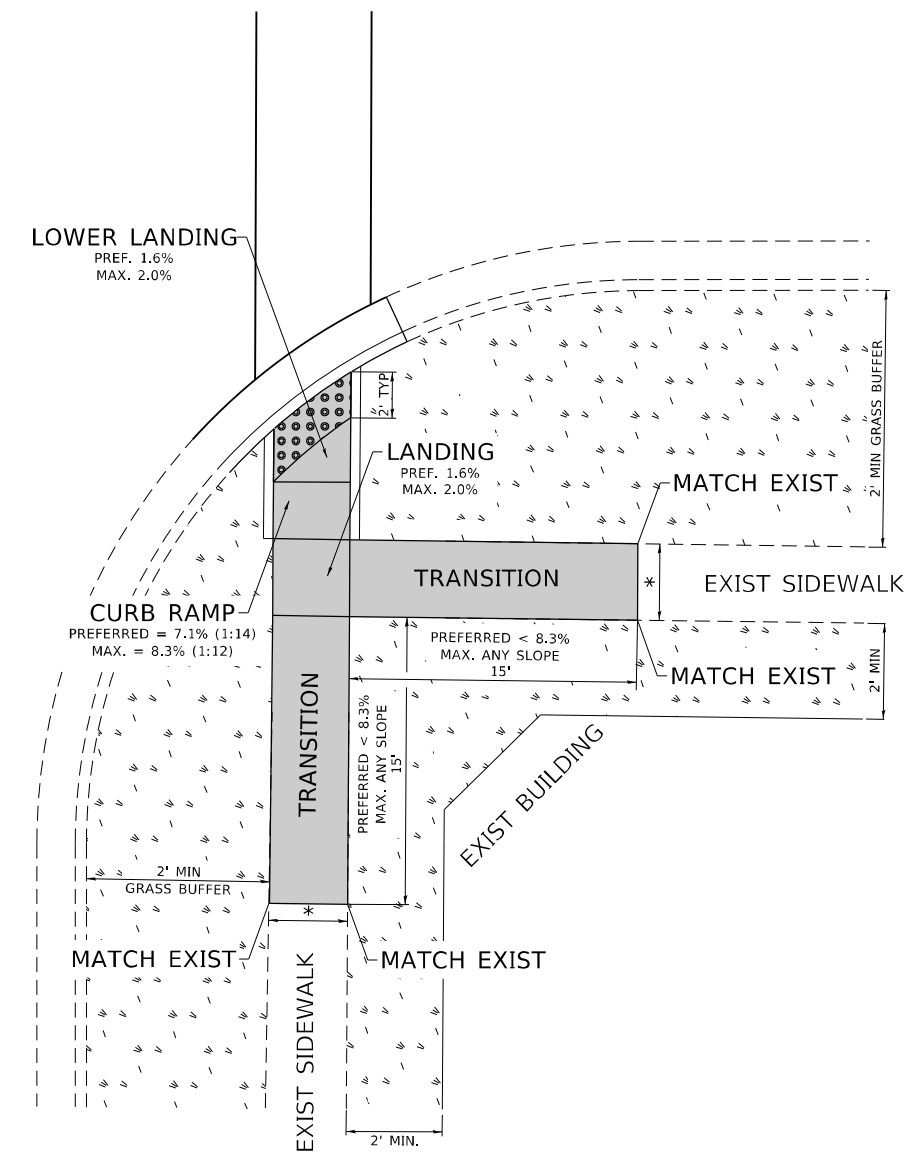 LOWER LANDING
PREF. 1.6%
MAX. 2.0%
2' TYP
2' MIN GRASS BUFFER
LANDING
PREF. 1.6%
MAX. 2.0%
MATCH EXIST
TRANSITION
*
EXIST SIDEWALK
CURB RAMP
PREFERRED = 7.1% (1:14)
MAX. = 8.3% (1:12)
PREFERRED < 8.3%
MAX. ANY SLOPE
15'
MATCH EXIST
2' MIN
TRANSITION
PREFERRED < 8.3%
MAX. ANY SLOPE
15'
EXIST BUILDING
2' MIN
GRASS BUFFER
*
MATCH EXIST
MATCH EXIST
EXIST SIDEWALK
2' MIN.